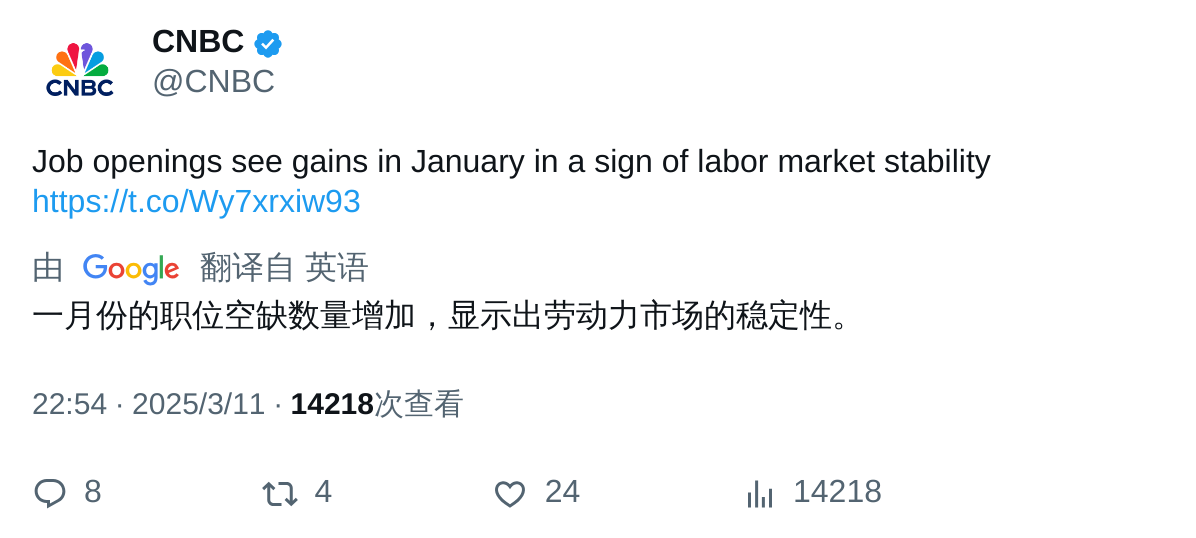 CNBC
CNBC
@CNBC
Job openings see gains in January in a sign of labor market stability
https://t.co/Wy7xrxiw93
由 Google 翻译自 英语
一月份的职位空缺数量增加，显示出劳动力市场的稳定性。
22:54 · 2025/3/11 · 14218次查看
8 4 24 14218